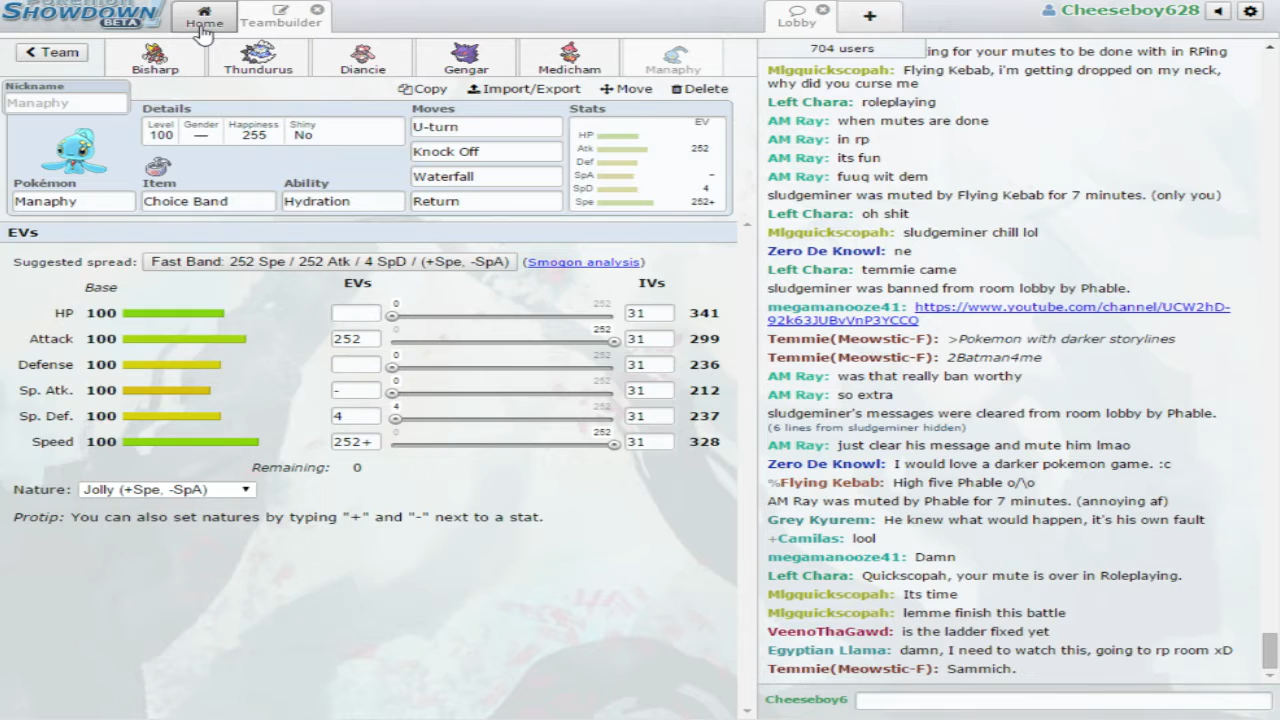 SHOWDOWN
BETA
Home
Teambuilder
Lobby
+
Cheeseboy628
< Team
Bisharp
Thundurus
Diancie
Gengar
Medicham
Manaphy
704 users
Nickname
Manaphy
Copy
Import/Export
Move
Delete
Details
Level
100
Gender
—
Happiness
255
Shiny
No
Pokémon
Manaphy
Item
Choice Band
Ability
Hydration
Moves
U-turn
Knock Off
Waterfall
Return
Stats
EV
HP
Atk 252
Def
SpA -
SpD 4
Spe 252+
EVs
Suggested spread: Fast Band: 252 Spe / 252 Atk / 4 SpD / (+Spe, -SpA) (Smogon analysis)
Base EVs IVs
HP 100 0 252 31 341
Attack 100 252 0 252 31 299
Defense 100 0 252 31 236
Sp. Atk. 100 - 0 252 31 212
Sp. Def. 100 4 4 252 31 237
Speed 100 252+ 0 252 31 328
Remaining: 0
Nature: Jolly (+Spe, -SpA)
Protip: You can also set natures by typing "+" and "-" next to a stat.
ing for your mutes to be done with in RPing
Mlgquickscopah: Flying Kebab, i'm getting dropped on my neck,
why did you curse me
Left Chara: roleplaying
AM Ray: when mutes are done
AM Ray: in rp
AM Ray: its fun
AM Ray: fuuq wit dem
sludgeminer was muted by Flying Kebab for 7 minutes. (only you)
Left Chara: oh shit
Mlgquickscopah: sludgeminer chill lol
Zero De Knowl: ne
Left Chara: temmie came
sludgeminer was banned from room lobby by Phable.
megamanooze41: https://www.youtube.com/channel/UCW2hD-
92k63JUBvVnP3YCCQ
Temmie(Meowstic-F): >Pokemon with darker storylines
Temmie(Meowstic-F): 2Batman4me
AM Ray: was that really ban worthy
AM Ray: so extra
sludgeminer's messages were cleared from room lobby by Phable.
(6 lines from sludgeminer hidden)
AM Ray: just clear his message and mute him lmao
Zero De Knowl: I would love a darker pokemon game. :c
%Flying Kebab: High five Phable o/\o
AM Ray was muted by Phable for 7 minutes. (annoying af)
Grey Kyurem: He knew what would happen, it's his own fault
+Camilas: lool
megamanooze41: Damn
Left Chara: Quickscopah, your mute is over in Roleplaying.
Mlgquickscopah: Its time
Mlgquickscopah: lemme finish this battle
VeenoThaGawd: is the ladder fixed yet
Egyptian Llama: damn, I need to watch this, going to rp room xD
Temmie(Meowstic-F): Sammich.
Cheeseboy6